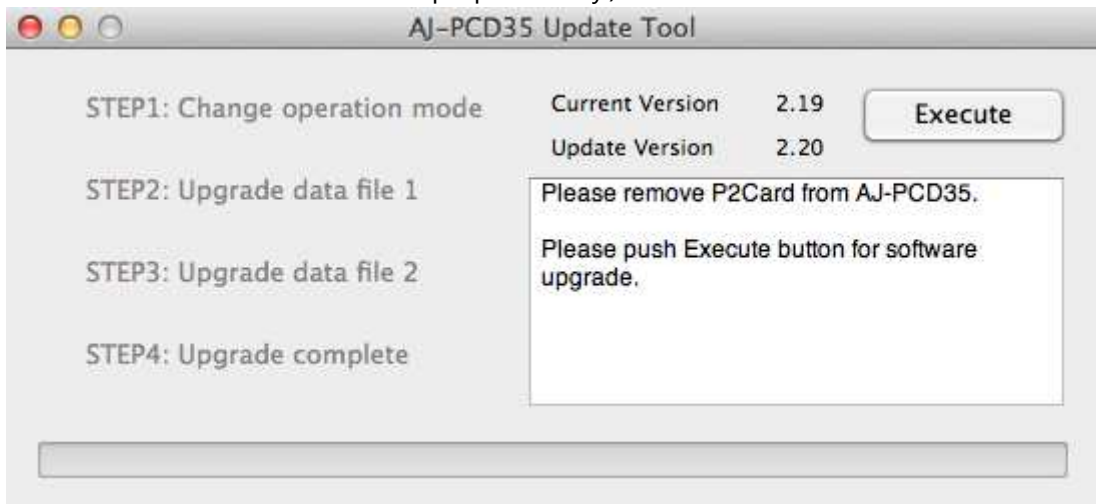 AJ-PCD35 Update Tool
STEP1: Change operation mode
Current Version 2.19
Execute
Update Version 2.20
STEP2: Upgrade data file 1
Please remove P2Card from AJ-PCD35.
Please push Execute button for software
upgrade.
STEP3: Upgrade data file 2
STEP4: Upgrade complete